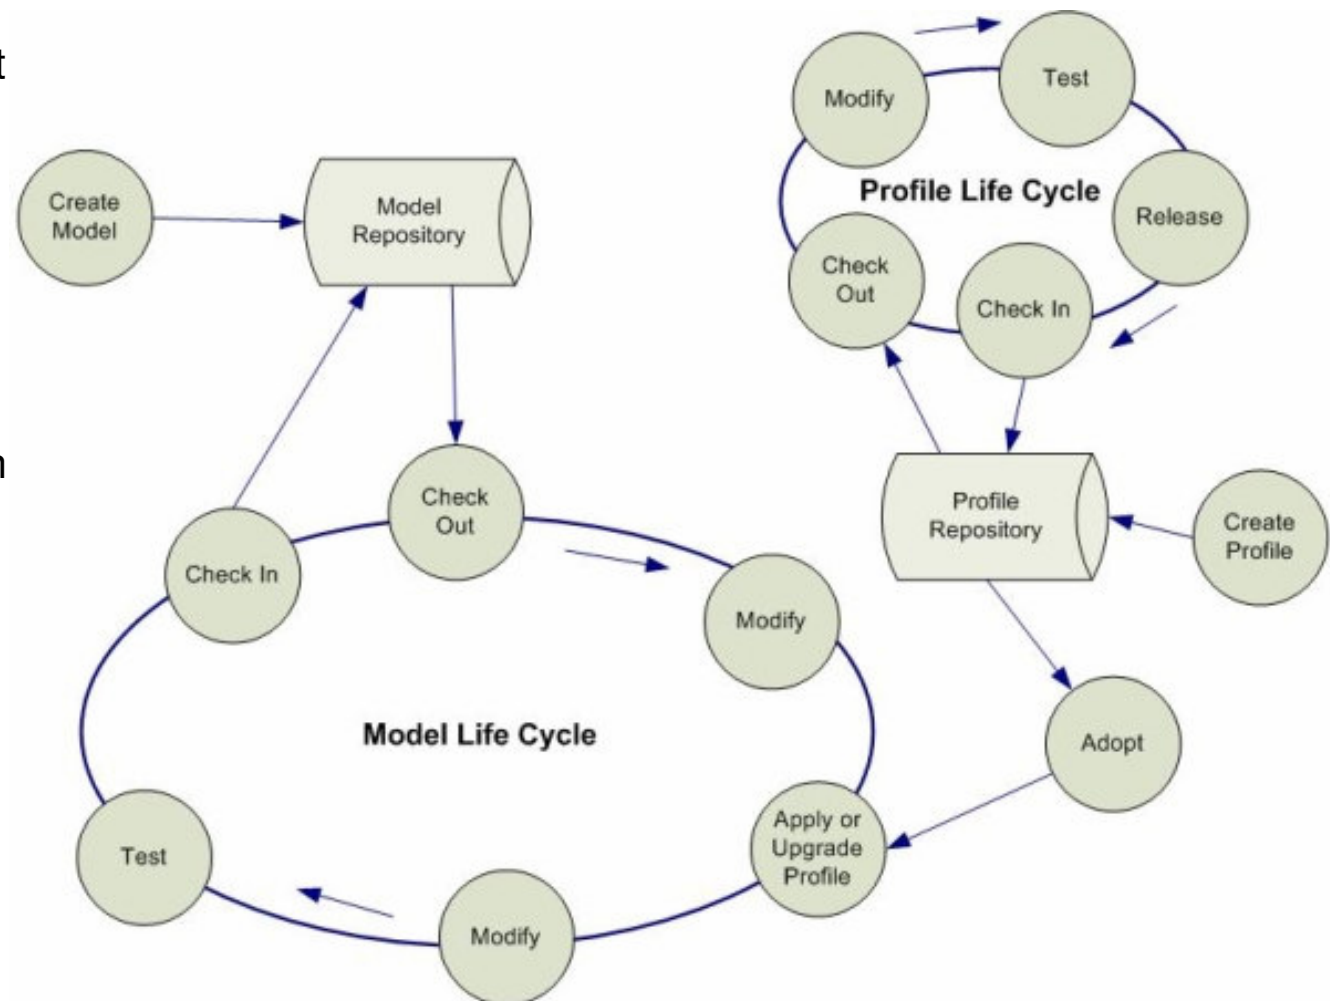 t
n
Create
Model
Model
Repository
Modify
Test
Profile Life Cycle
Release
Check
Out
Check In
Profile
Repository
Create
Profile
Adopt
Check
Out
Check In
Modify
Model Life Cycle
Apply or
Upgrade
Profile
Test
Modify